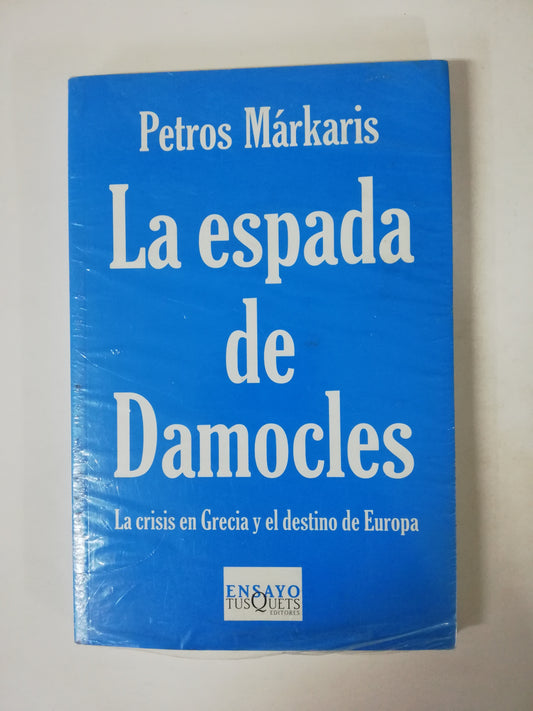 Petros Márkaris
La espada
de
Damocles
La crisis en Grecia y el destino de Europa
ENSAYO
TUSQUETS
EDITORES